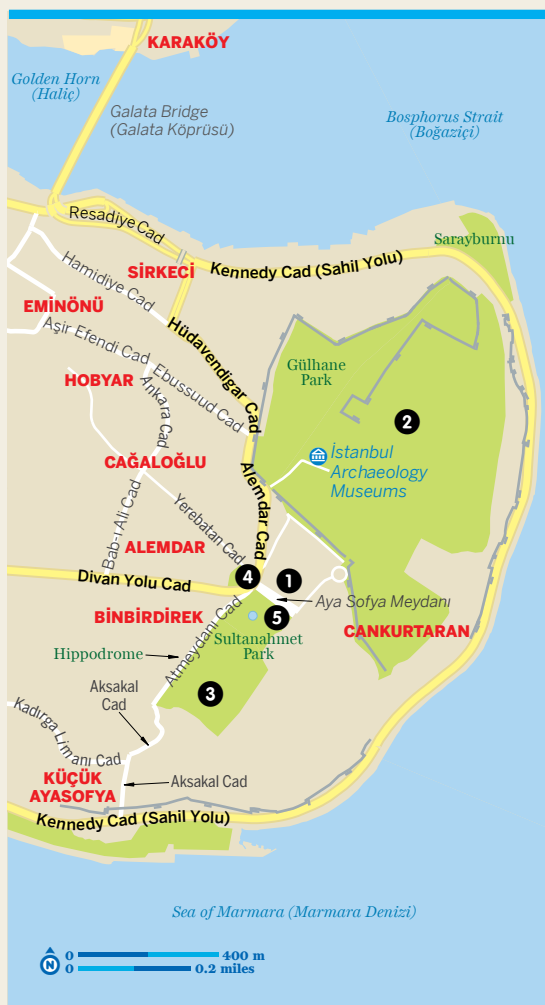 KARAKÖY
Golden Horn
(Haliç)
Galata Bridge
(Galata Köprüsü)
Bosphorus Strait
(Boğaziçi)
Resadiye Cad
Sarayburnu
SİRKECİ
Kennedy Cad (Sahil Yolu)
Hamidiye Cad
EMİNÖNÜ
Aşir Efendi Cad
Hüdavendigar Cad
Ebussuud Cad
Gülhane
Park
HOBYAR
Ankara Cad
2
İstanbul
Archaeology
Museums
CAĞALOĞLU
Alemdar Cad
Yerebatan Cad
Bab-ı Ali Cad
ALEMDAR
4
1
Divan Yolu Cad
Aya Sofya Meydanı
BİNBİRDİREK
5
CANKURTARAN
Sultanahmet
Park
Hippodrome
Atmeydanı Cad
3
Aksakal
Cad
Kadırga Limanı Cad
KÜÇÜK
AYASOFYA
Aksakal Cad
Kennedy Cad (Sahil Yolu)
Sea of Marmara (Marmara Denizi)
N
0 400 m
0 0.2 miles